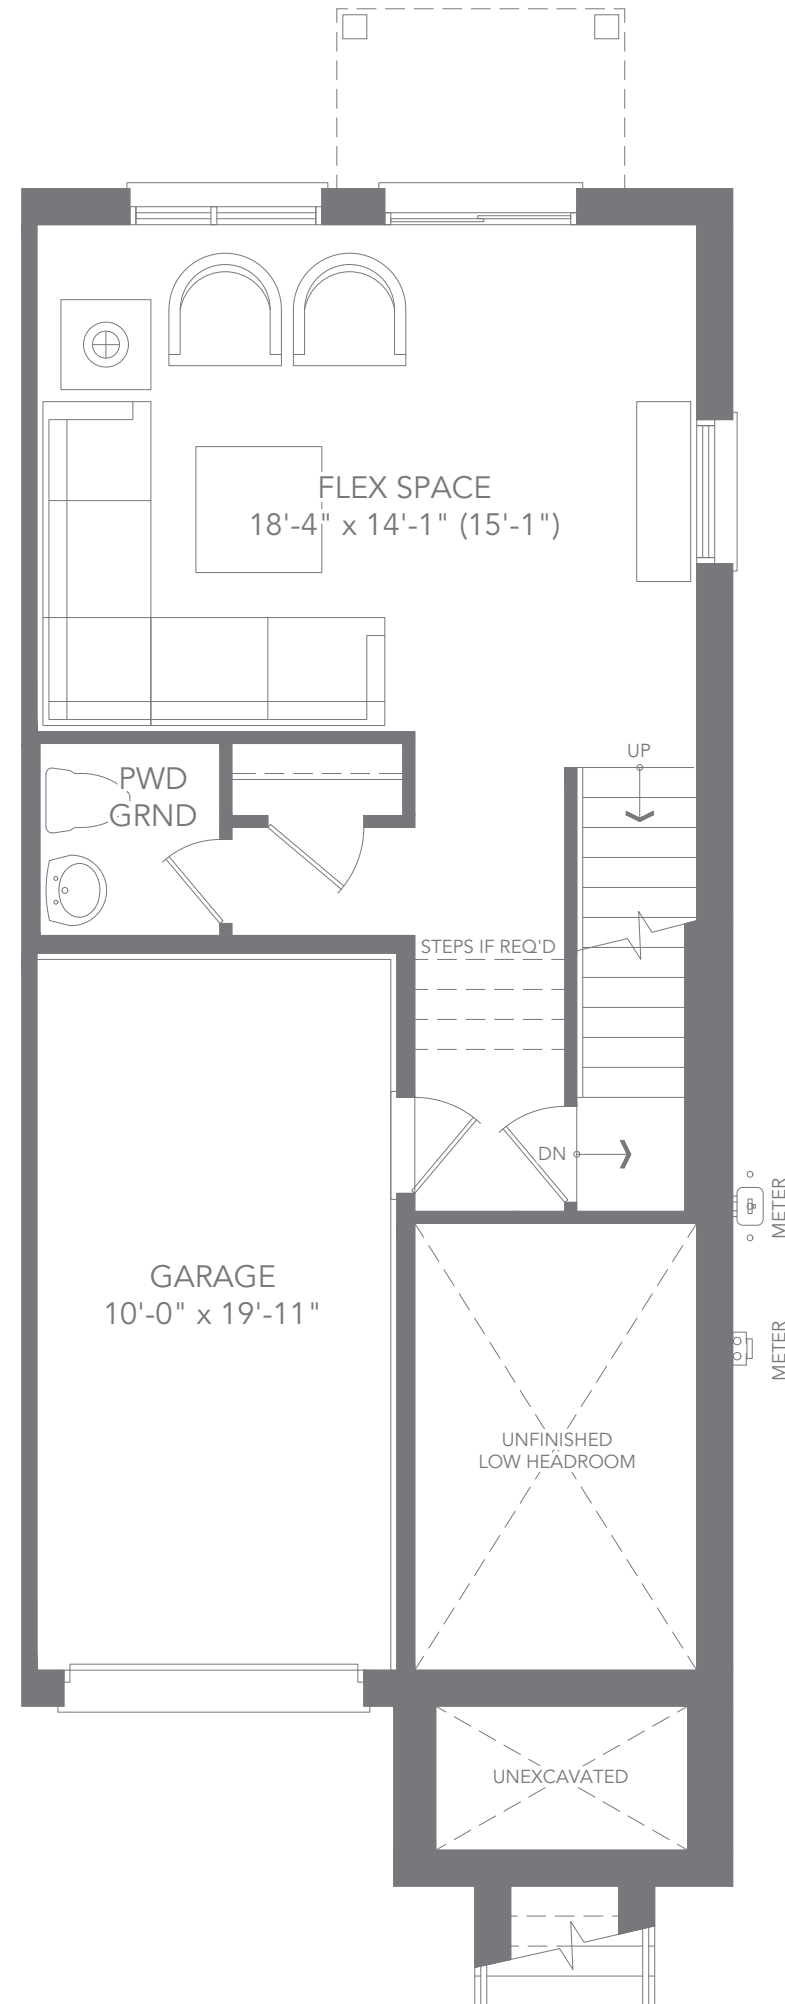 FLEX SPACE
18'-4" x 14'-1" (15'-1")
UP
PWD
GRND
STEPS IF REQ'D
DN
METER
GARAGE
10'-0" x 19'-11"
METER
UNFINISHED
LOW HEADROOM
UNEXCAVATED